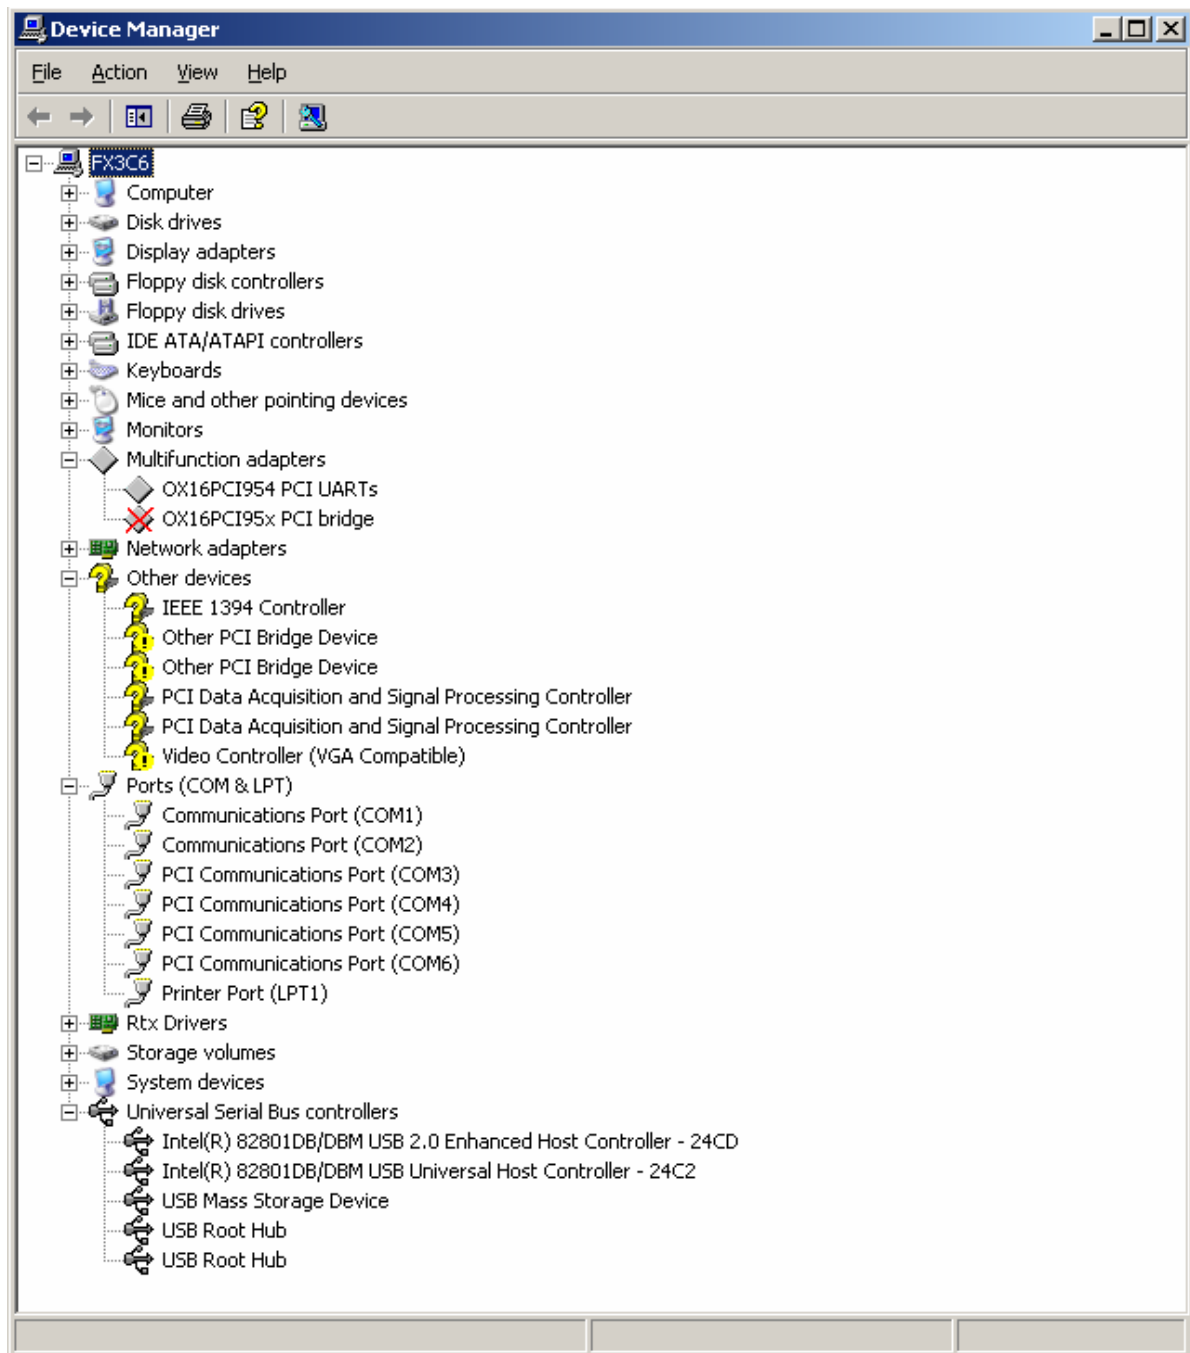 Device Manager
File Action View Help
FX3C6
Computer
Disk drives
Display adapters
Floppy disk controllers
Floppy disk drives
IDE ATA/ATAPI controllers
Keyboards
Mice and other pointing devices
Monitors
Multifunction adapters
OX16PCI954 PCI UARTs
OX16PCI95x PCI bridge
Network adapters
Other devices
IEEE 1394 Controller
Other PCI Bridge Device
Other PCI Bridge Device
PCI Data Acquisition and Signal Processing Controller
PCI Data Acquisition and Signal Processing Controller
Video Controller (VGA Compatible)
Ports (COM & LPT)
Communications Port (COM1)
Communications Port (COM2)
PCI Communications Port (COM3)
PCI Communications Port (COM4)
PCI Communications Port (COM5)
PCI Communications Port (COM6)
Printer Port (LPT1)
Rtx Drivers
Storage volumes
System devices
Universal Serial Bus controllers
Intel(R) 82801DB/DBM USB 2.0 Enhanced Host Controller - 24CD
Intel(R) 82801DB/DBM USB Universal Host Controller - 24C2
USB Mass Storage Device
USB Root Hub
USB Root Hub